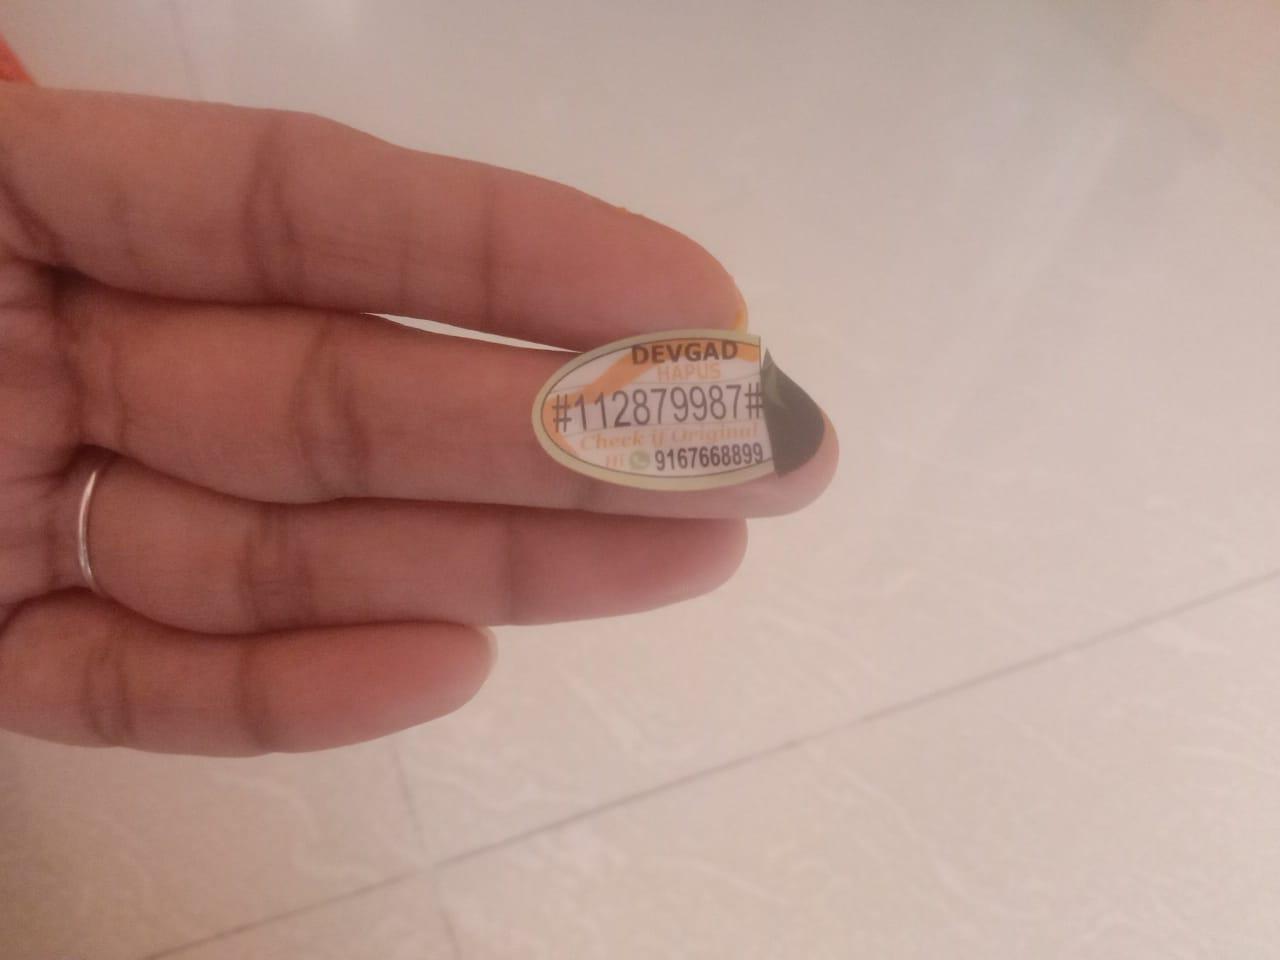 DEVGAD
HAPUS
#112879987#
Check if Original
Hi 9167668899